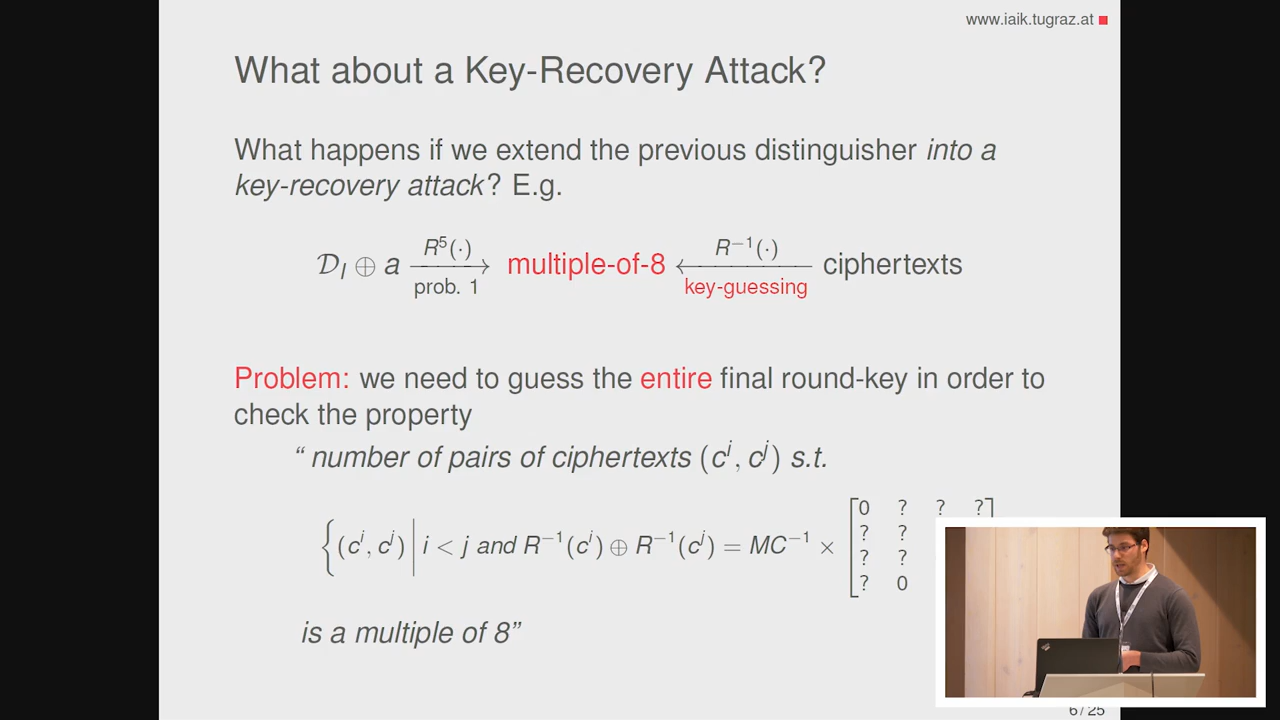 www.iaik.tugraz.at
What about a Key-Recovery Attack?
What happens if we extend the previous distinguisher into a
key-recovery attack? E.g.
𝒟_I ⊕ a —R⁵(·)→ prob. 1 multiple-of-8 ←R⁻¹(·)— key-guessing ciphertexts
Problem: we need to guess the entire final round-key in order to
check the property
“ number of pairs of ciphertexts (cⁱ, cʲ) s.t.
{(cⁱ, cʲ) | i < j and R⁻¹(cⁱ) ⊕ R⁻¹(cʲ) = MC⁻¹ × [0 ? ? ?]
? ?
? ?
? 0
is a multiple of 8”
6 / 25